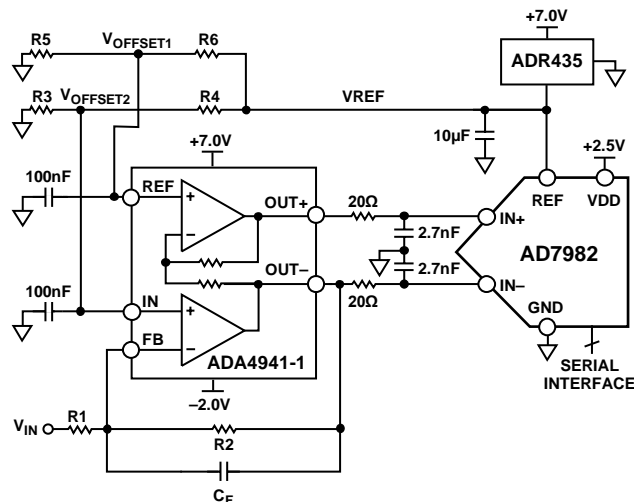 +7.0V
ADR435
R5
VOFFSET1
R6
R3
VOFFSET2
R4
VREF
10µF
+2.5V
+7.0V
100nF
REF
OUT+
20Ω
IN+
REF
VDD
2.7nF
AD7982
2.7nF
OUT–
100nF
IN
20Ω
IN–
FB
GND
ADA4941-1
–2.0V
SERIAL
INTERFACE
VIN
R1
R2
CF